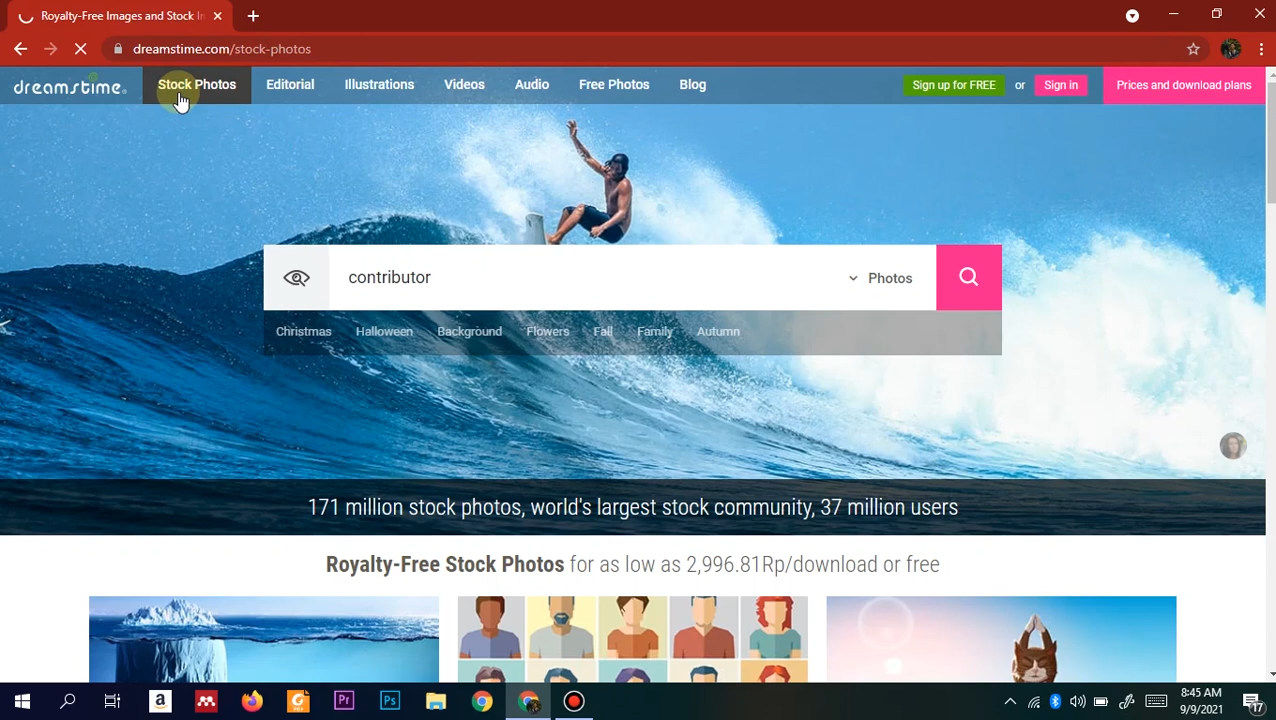 Royalty-Free Images and Stock Im
dreamstime.com/stock-photos
dreamstime
Stock Photos
Editorial
Illustrations
Videos
Audio
Free Photos
Blog
Sign up for FREE
or
Sign in
Prices and download plans
contributor
Photos
Christmas
Halloween
Background
Flowers
Fall
Family
Autumn
171 million stock photos, world's largest stock community, 37 million users
Royalty-Free Stock Photos for as low as 2,996.81Rp/download or free
a
Pr
Ps
8:45 AM
9/9/2021
17